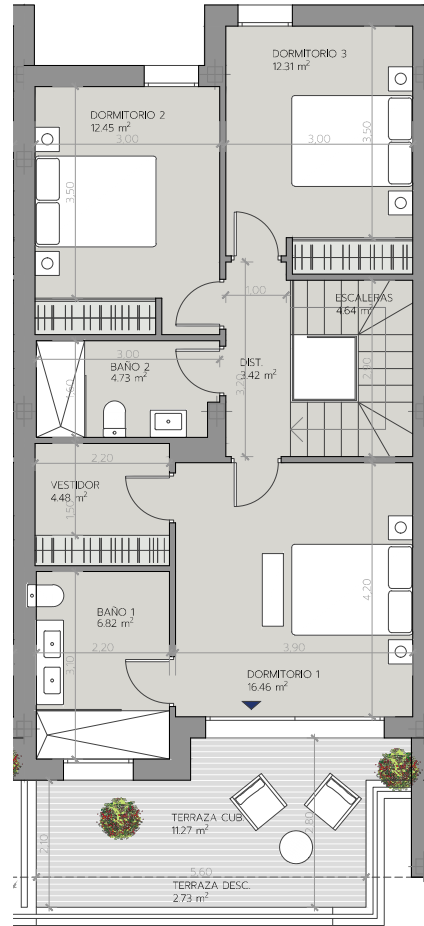 DORMITORIO 3
12.31 m²
3.00
3.50
DORMITORIO 2
12.45 m²
3.00
3.50
ESCALERAS
4.64 m²
2.90
1.00
DIST.
3.42 m²
3.20
3.00
BAÑO 2
4.73 m²
1.60
2.20
VESTIDOR
4.48 m²
1.50
4.20
BAÑO 1
6.82 m²
2.20
3.10
3.90
DORMITORIO 1
16.46 m²
TERRAZA CUB.
11.27 m²
2.10
2.80
5.60
TERRAZA DESC.
2.73 m²